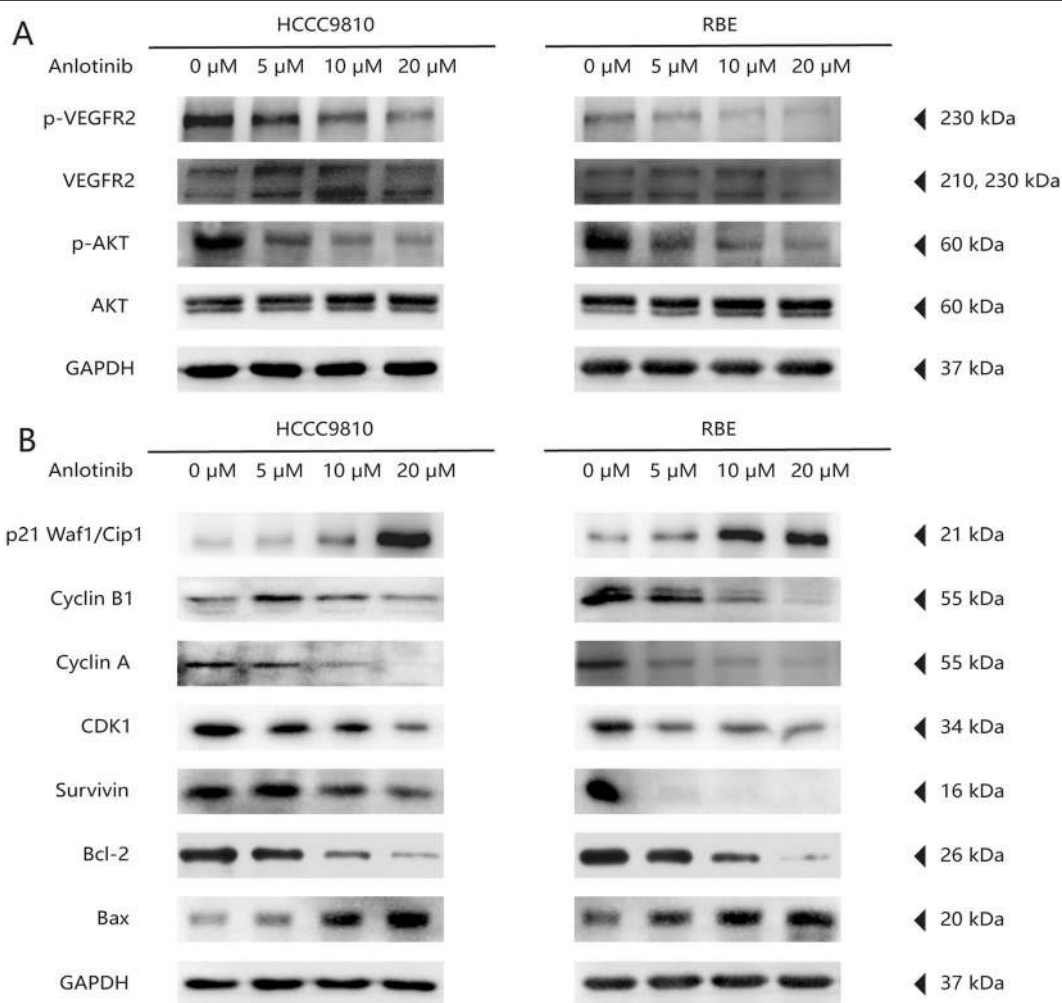 A
HCCC9810 RBE
Anlotinib 0 μM 5 μM 10 μM 20 μM 0 μM 5 μM 10 μM 20 μM
p-VEGFR2 230 kDa
VEGFR2 210, 230 kDa
p-AKT 60 kDa
AKT 60 kDa
GAPDH 37 kDa
B
HCCC9810 RBE
Anlotinib 0 μM 5 μM 10 μM 20 μM 0 μM 5 μM 10 μM 20 μM
p21 Waf1/Cip1 21 kDa
Cyclin B1 55 kDa
Cyclin A 55 kDa
CDK1 34 kDa
Survivin 16 kDa
Bcl-2 26 kDa
Bax 20 kDa
GAPDH 37 kDa